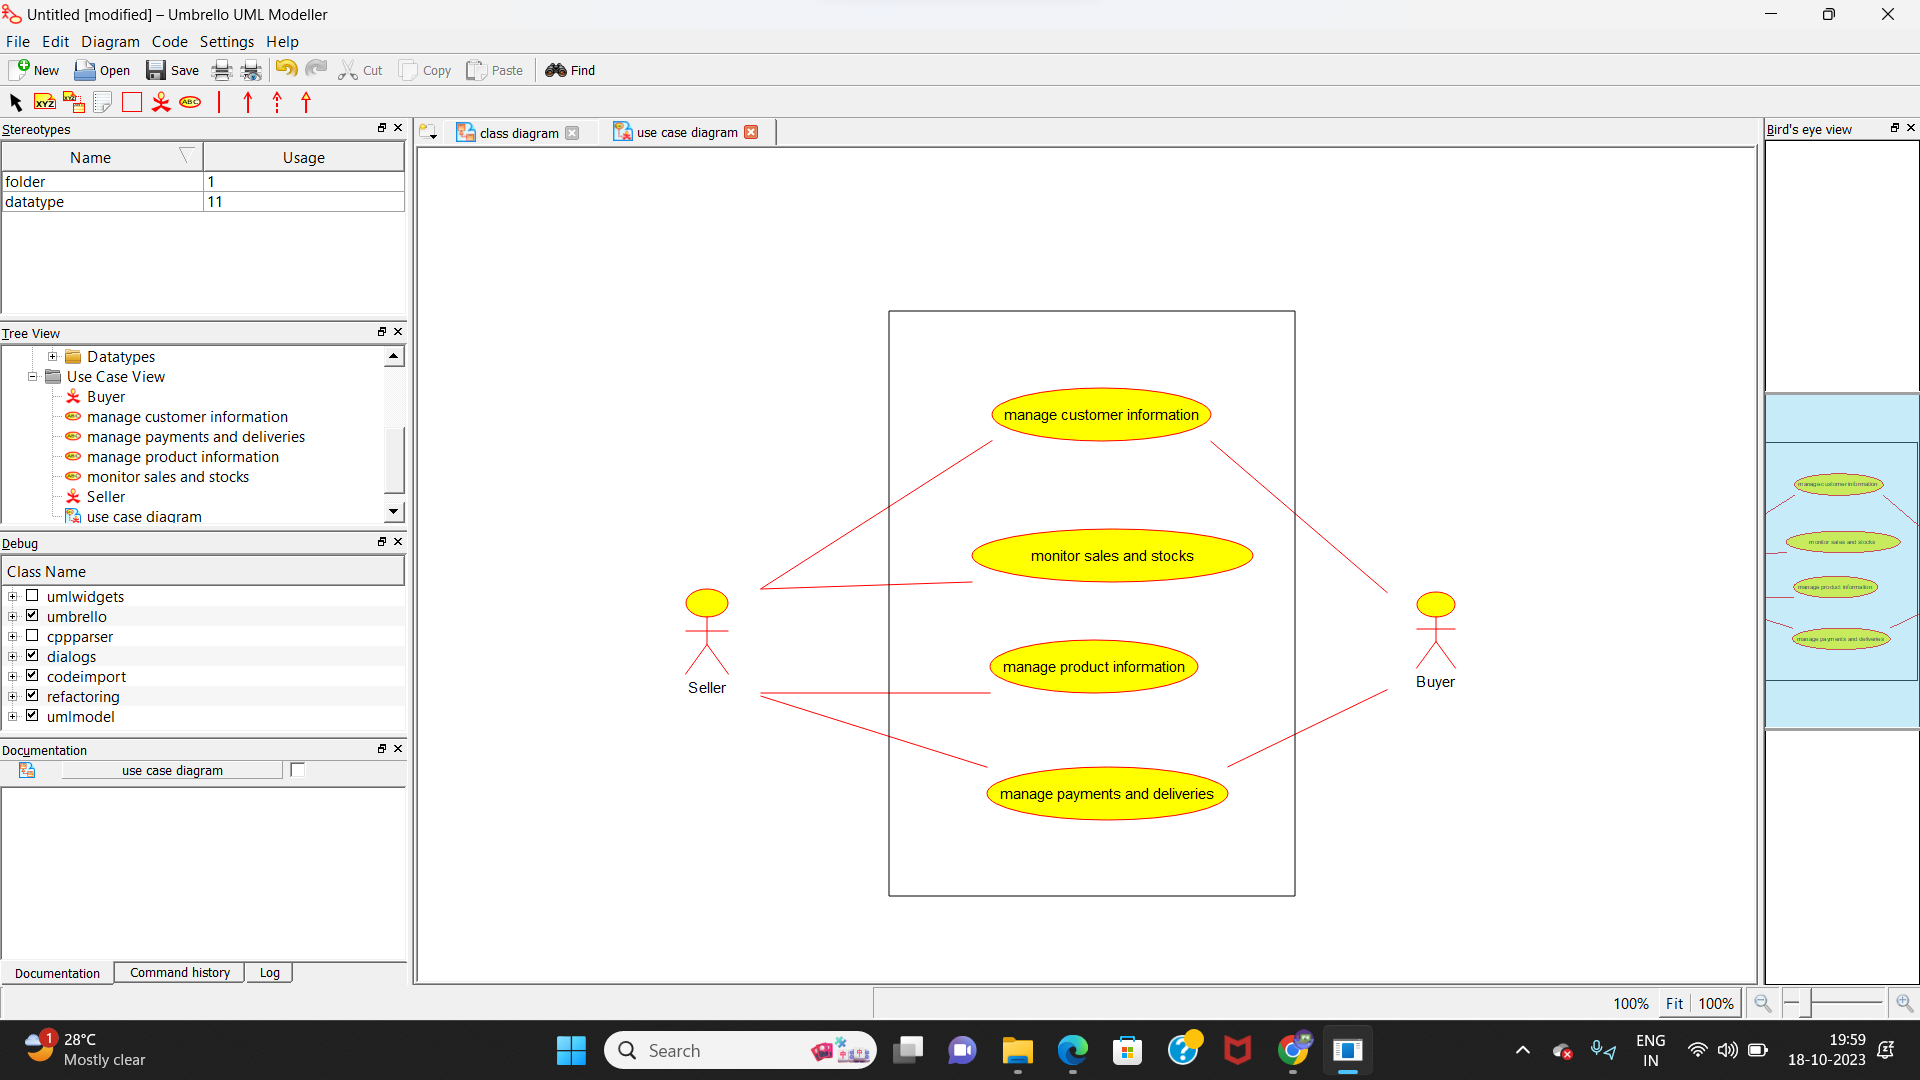 Untitled [modified] – Umbrello UML Modeller
File Edit Diagram Code Settings Help
New Open Save Cut Copy Paste Find
XYZ XYZ ABC
Stereotypes
Name Usage
folder 1
datatype 11
Tree View
Datatypes
Use Case View
Buyer
manage customer information
manage payments and deliveries
manage product information
monitor sales and stocks
Seller
use case diagram
Debug
Class Name
umlwidgets
umbrello
cppparser
dialogs
codeimport
refactoring
umlmodel
Documentation
use case diagram
Documentation Command history Log
class diagram use case diagram
manage customer information
monitor sales and stocks
manage product information
manage payments and deliveries
Seller
Buyer
Bird's eye view
manage customer information
monitor sales and stocks
manage product information
manage payments and deliveries
100% Fit 100%
1
28°C
Mostly clear
Search
ENG
IN
19:59
18-10-2023